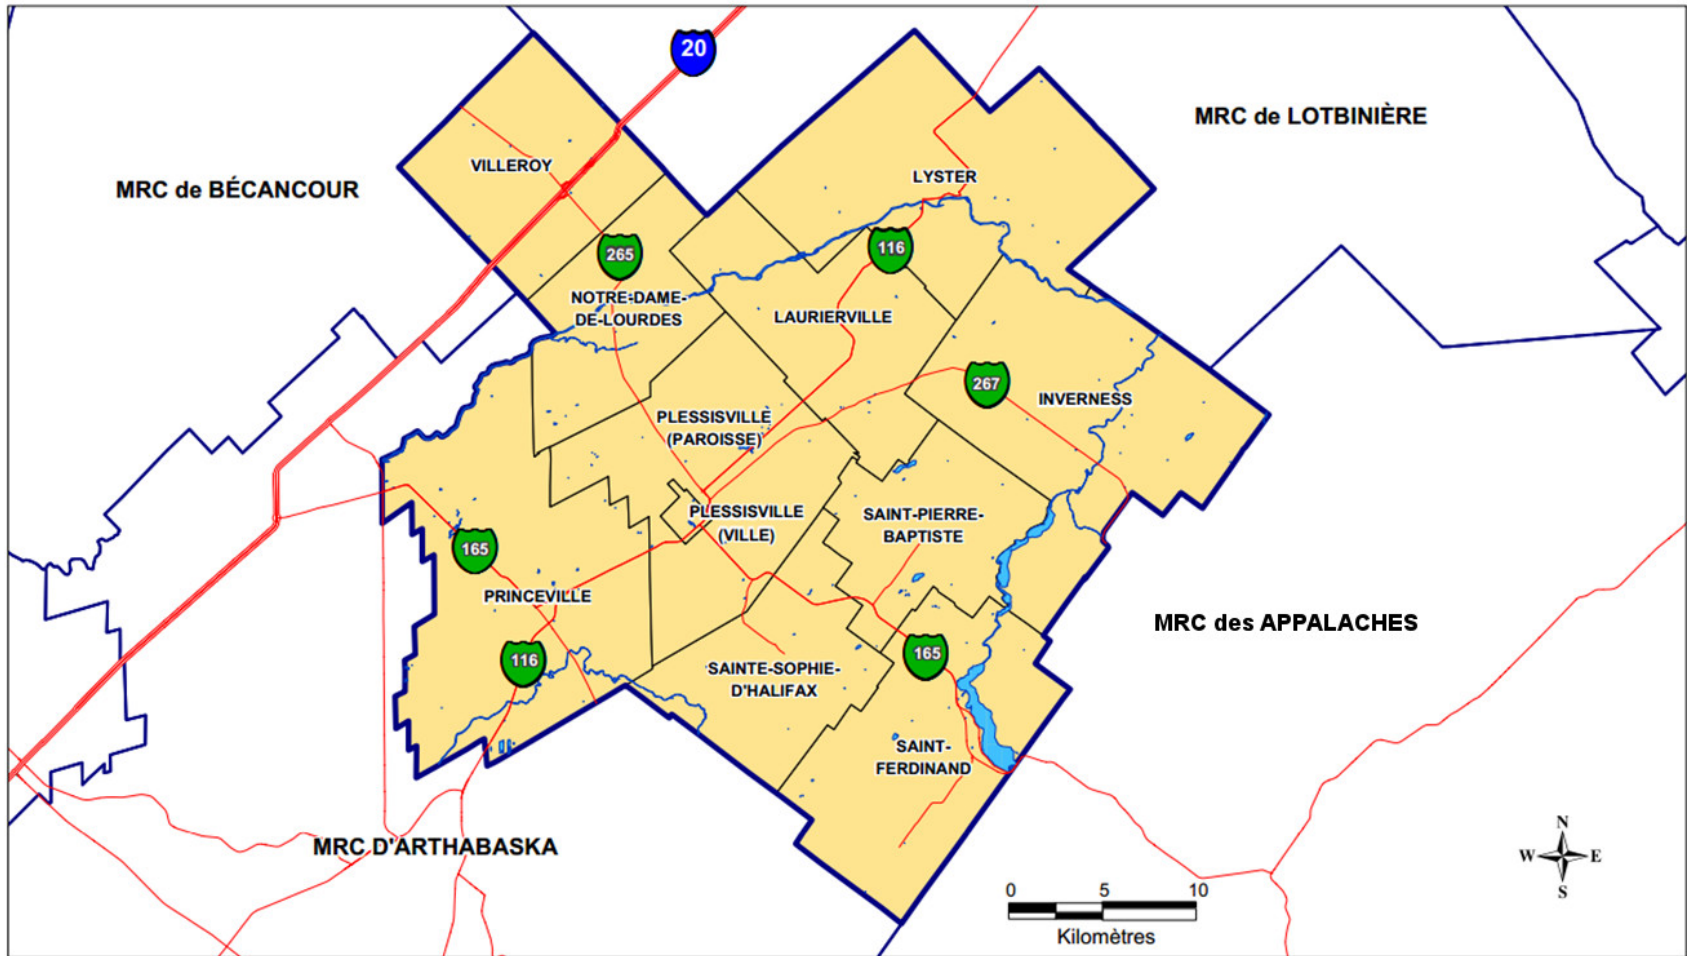 20
MRC de LOTBINIÈRE
VILLEROY
MRC de BÉCANCOUR
LYSTER
265
116
NOTRE-DAME-
DE-LOURDES
LAURIERVILLE
267
INVERNESS
PLESSISVILLE
(PAROISSE)
PLESSISVILLE
(VILLE)
SAINT-PIERRE-
BAPTISTE
165
PRINCEVILLE
MRC des APPALACHES
116
165
SAINTE-SOPHIE-
D'HALIFAX
SAINT-
FERDINAND
MRC D'ARTHABASKA
N
W E
S
0 5 10
Kilomètres